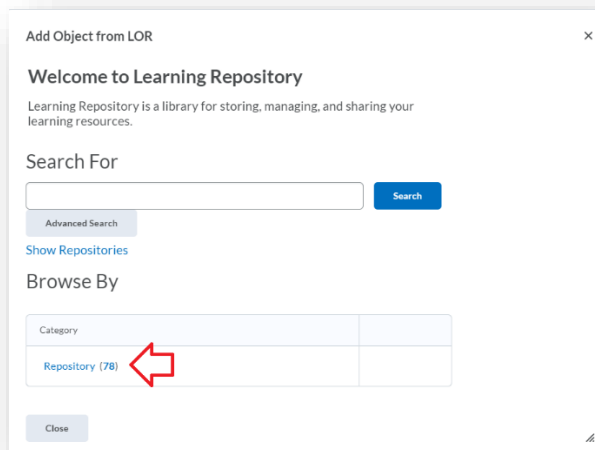 Add Object from LOR
×
Welcome to Learning Repository
Learning Repository is a library for storing, managing, and sharing your
learning resources.
Search For
Search
Advanced Search
Show Repositories
Browse By
Category
Repository (78)
Close